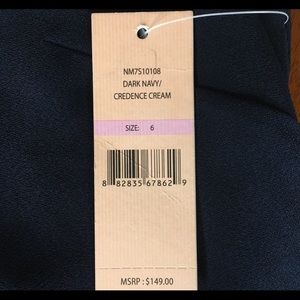 NM7S10108
DARK NAVY/
CREDENCE CREAM
SIZE: 6
8 82835 67862 9
MSRP : $149.00